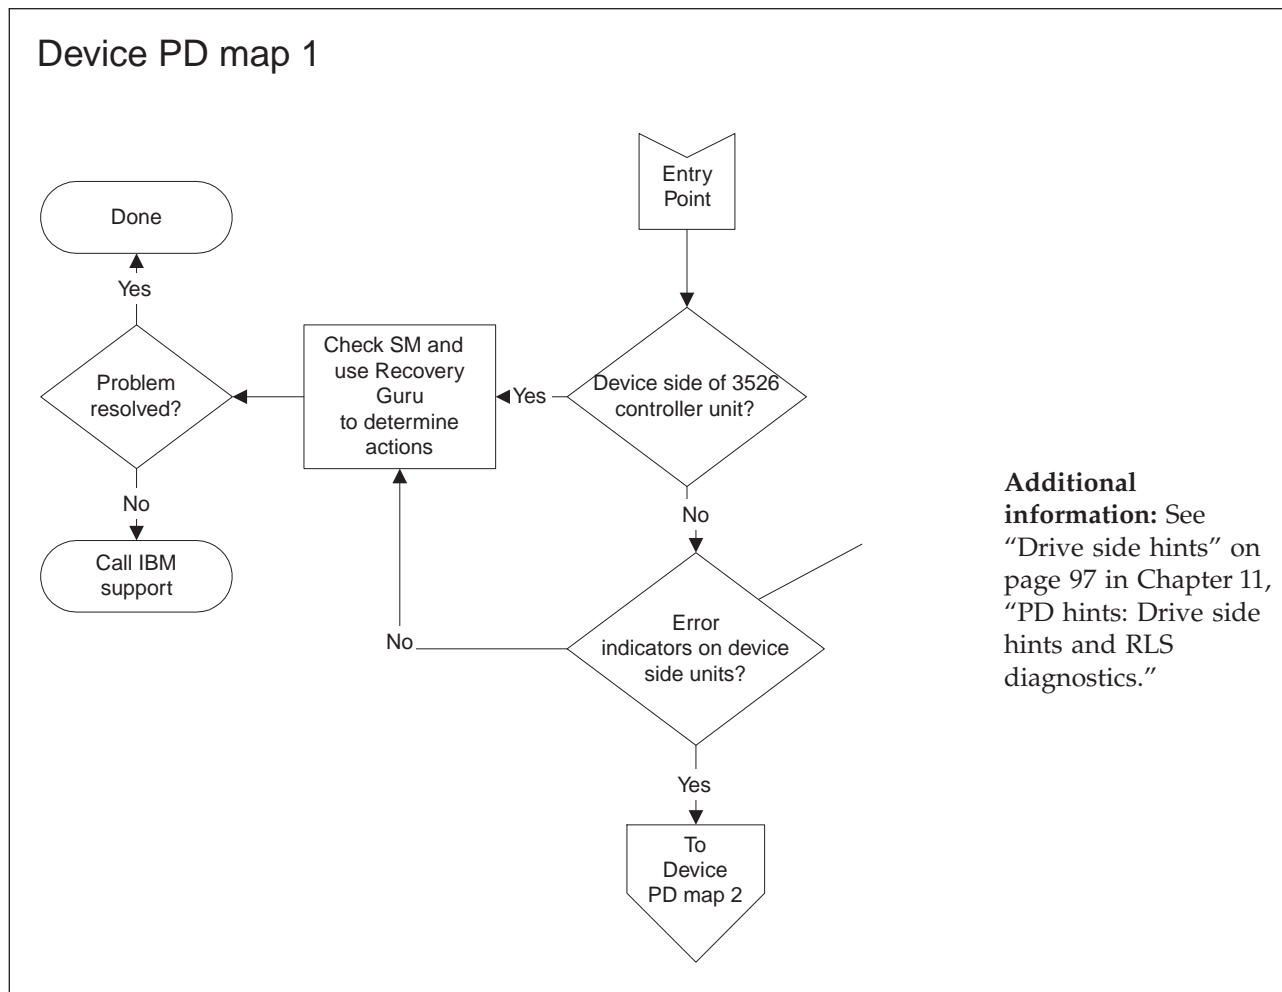 Device PD map 1
Entry
Point
Done
Yes
Problem
resolved?
Check SM and
use Recovery
Guru
to determine
actions
Yes
Device side of 3526
controller unit?
No
Call IBM
support
No
No
Error
indicators on device
side units?
Yes
To
Device
PD map 2
Additional
information: See
“Drive side hints” on
page 97 in Chapter 11,
“PD hints: Drive side
hints and RLS
diagnostics.”